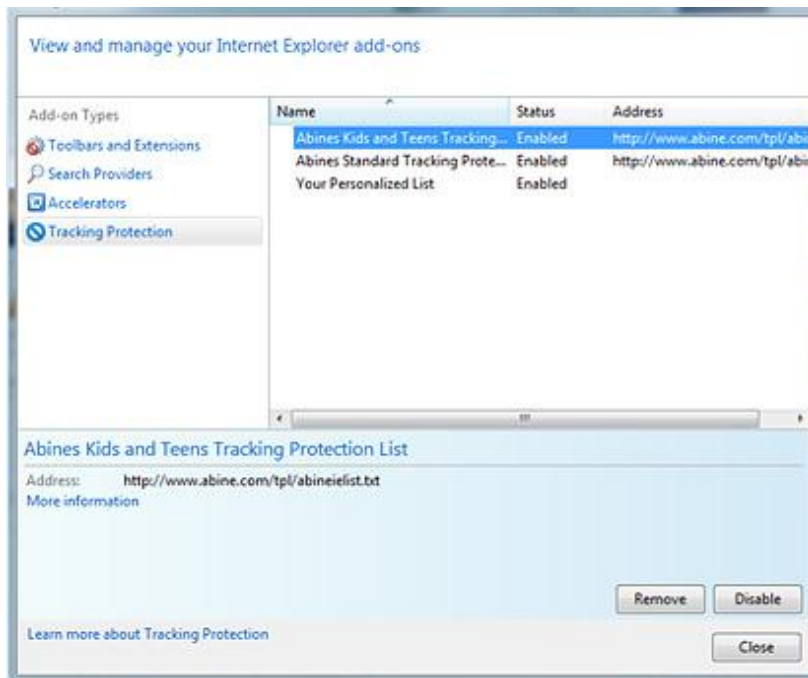 View and manage your Internet Explorer add-ons
Add-on Types
Toolbars and Extensions
Search Providers
Accelerators
Tracking Protection
Name Status Address
Abines Kids and Teens Tracking... Enabled http://www.abine.com/tpl/abi
Abines Standard Tracking Prote... Enabled http://www.abine.com/tpl/abi
Your Personalized List Enabled
Abines Kids and Teens Tracking Protection List
Address: http://www.abine.com/tpl/abineielist.txt
More information
Remove Disable
Learn more about Tracking Protection
Close